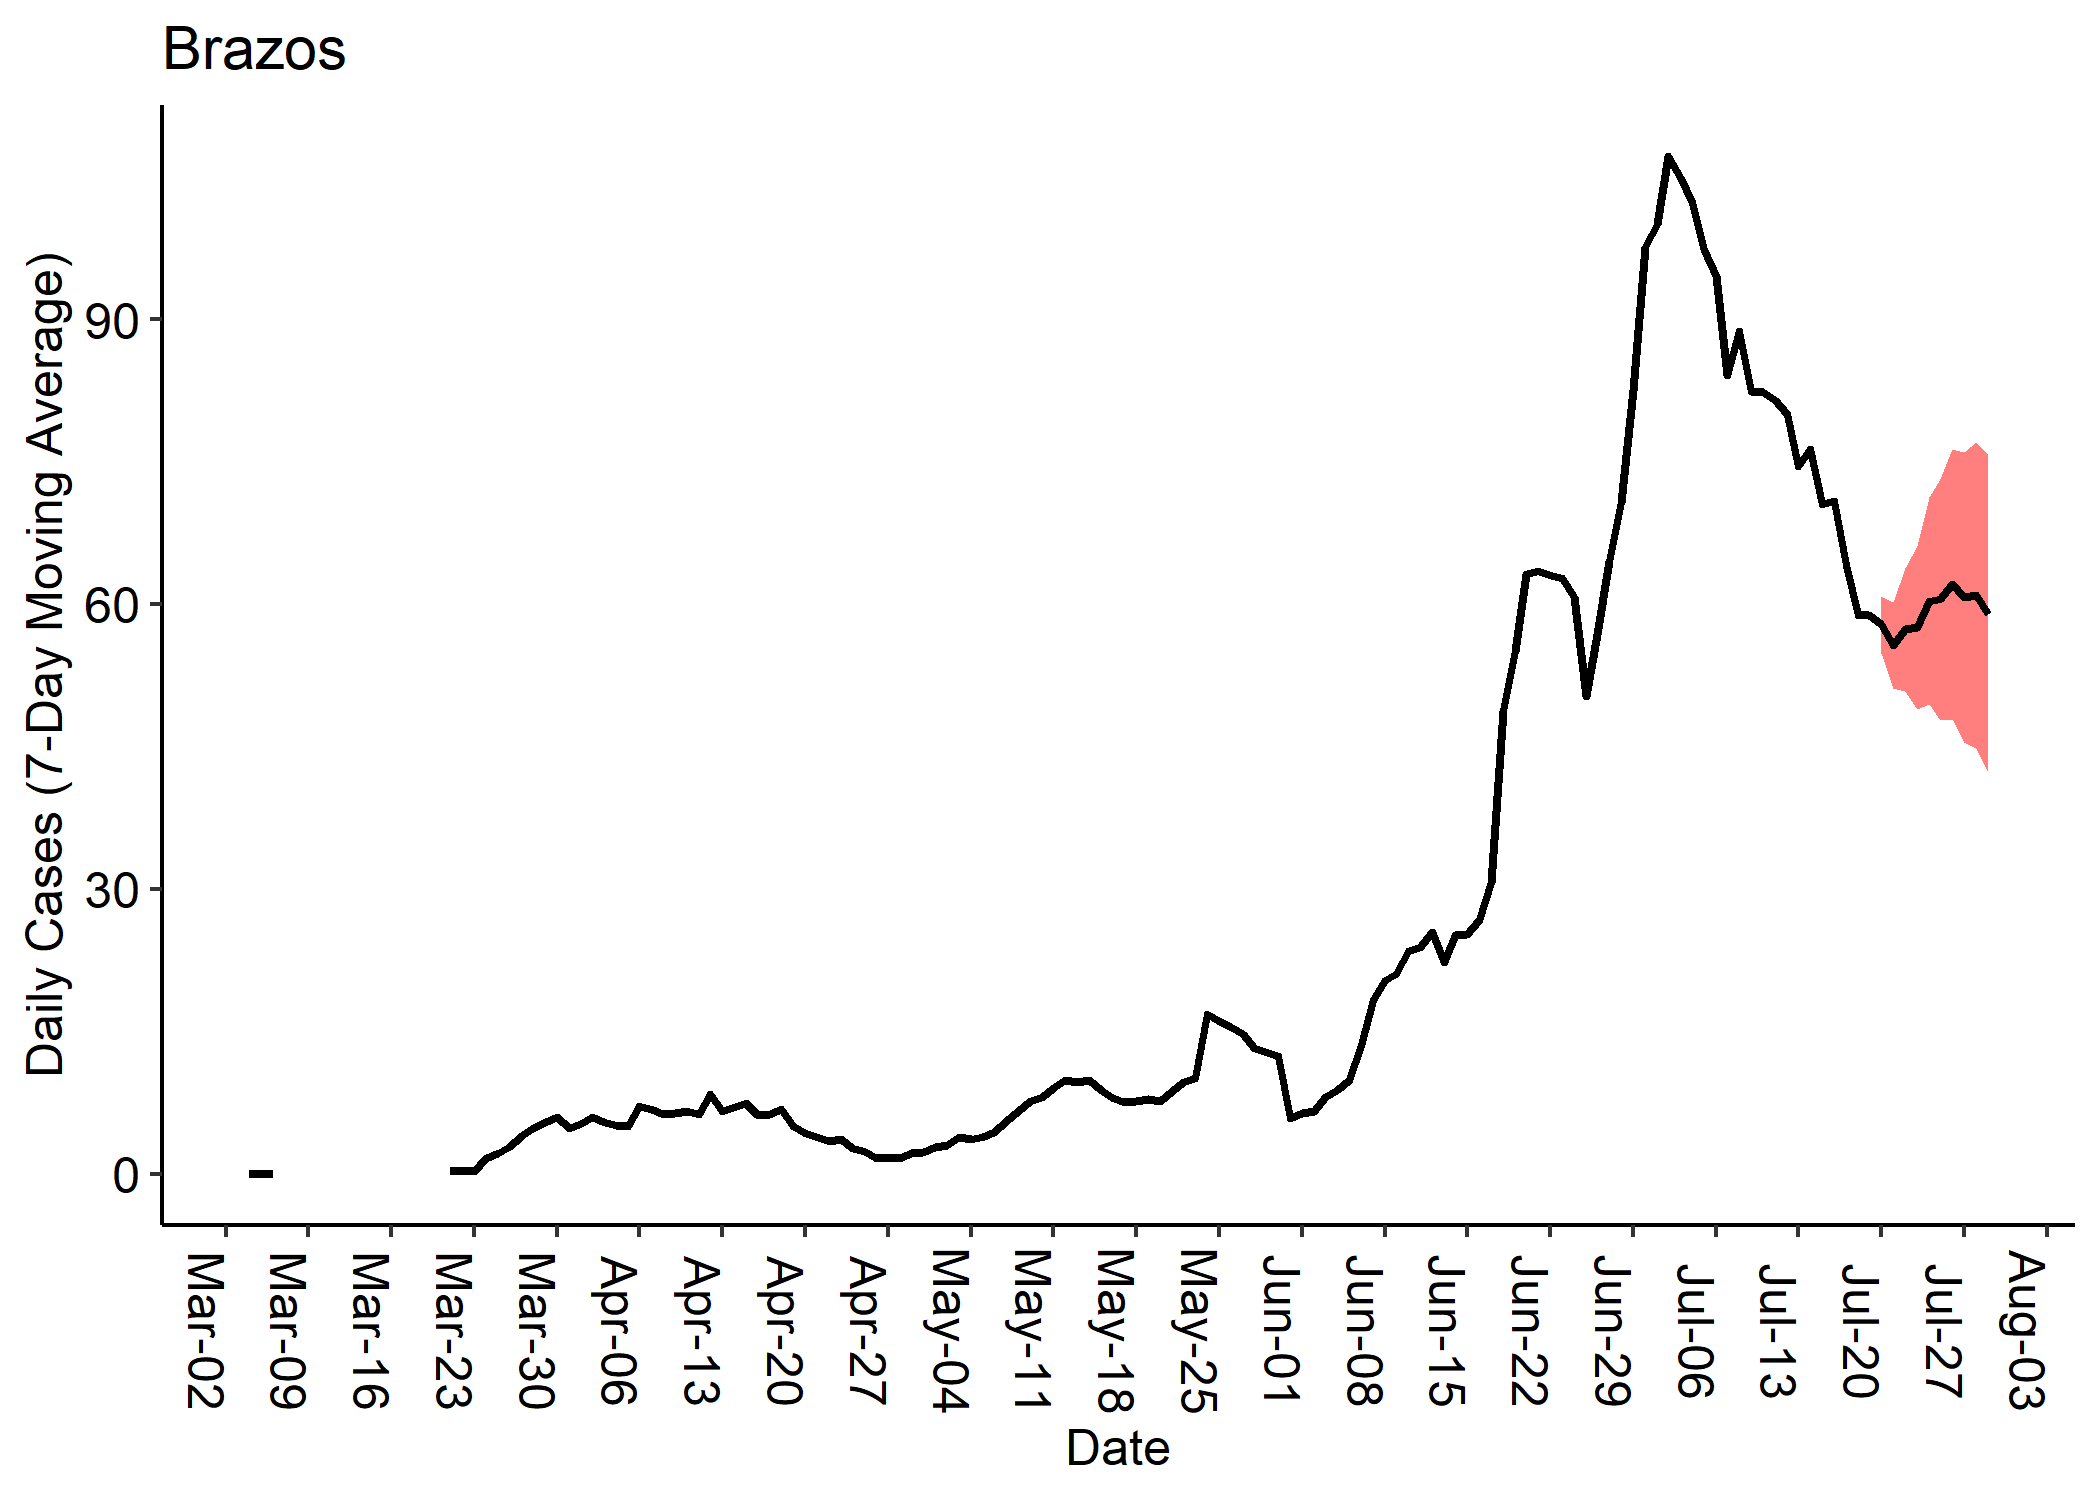 Brazos
Daily Cases (7-Day Moving Average)
90
60
30
0
Mar-02
Mar-09
Mar-16
Mar-23
Mar-30
Apr-06
Apr-13
Apr-20
Apr-27
May-04
May-11
May-18
May-25
Jun-01
Jun-08
Jun-15
Jun-22
Jun-29
Jul-06
Jul-13
Jul-20
Jul-27
Aug-03
Date